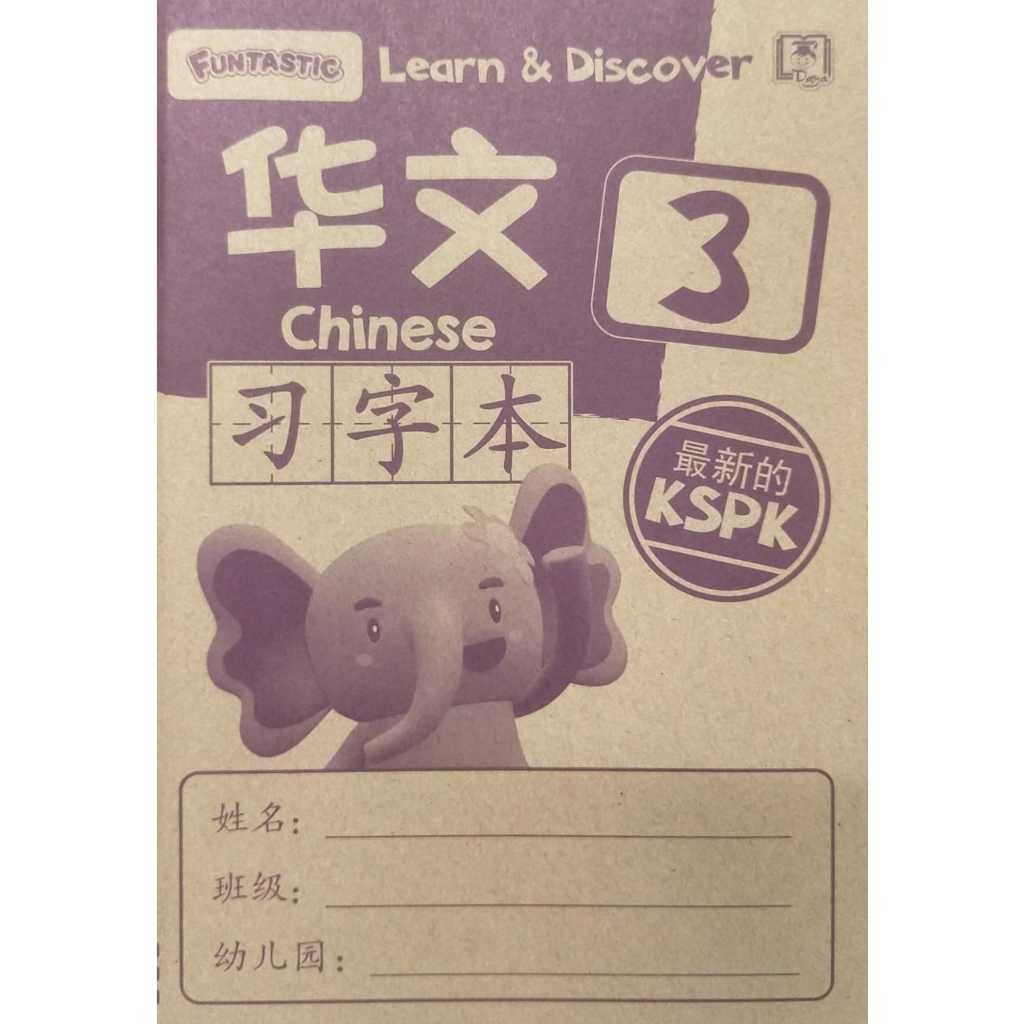 FUNTASTIC Learn & Discover Daya
华文
3
Chinese
习字本
最新的
KSPK
姓名：
班级：
幼儿园：